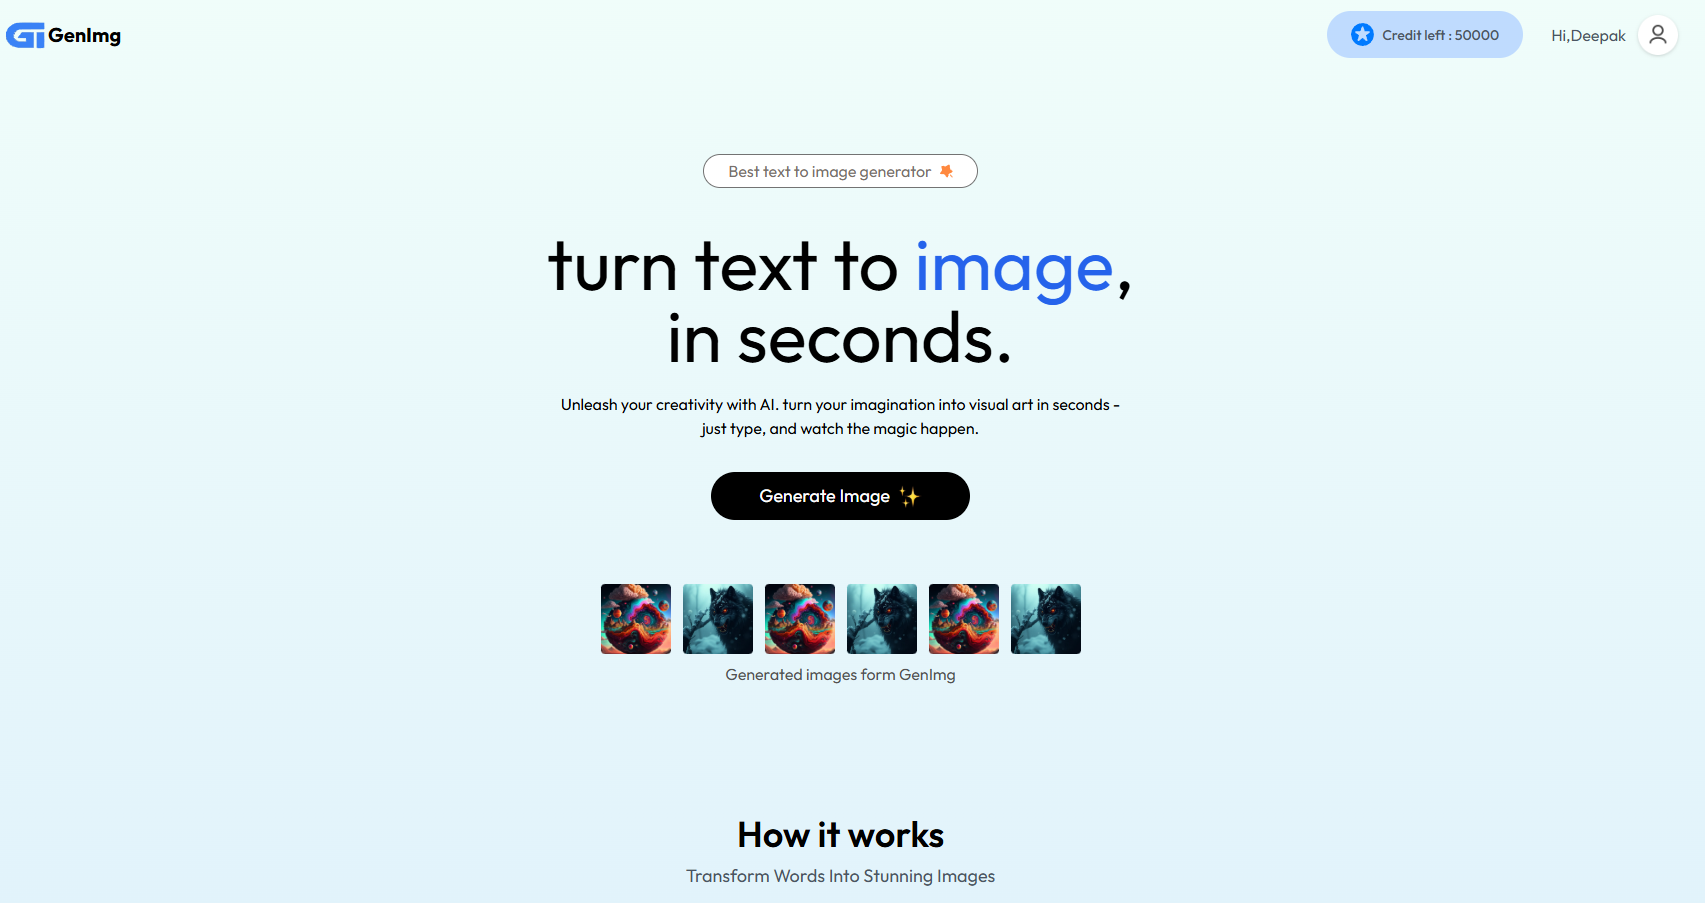 GenImg
Credit left : 50000
Hi,Deepak
Best text to image generator
turn text to image,
in seconds.
Unleash your creativity with AI. turn your imagination into visual art in seconds -
just type, and watch the magic happen.
Generate Image
Generated images form GenImg
How it works
Transform Words Into Stunning Images